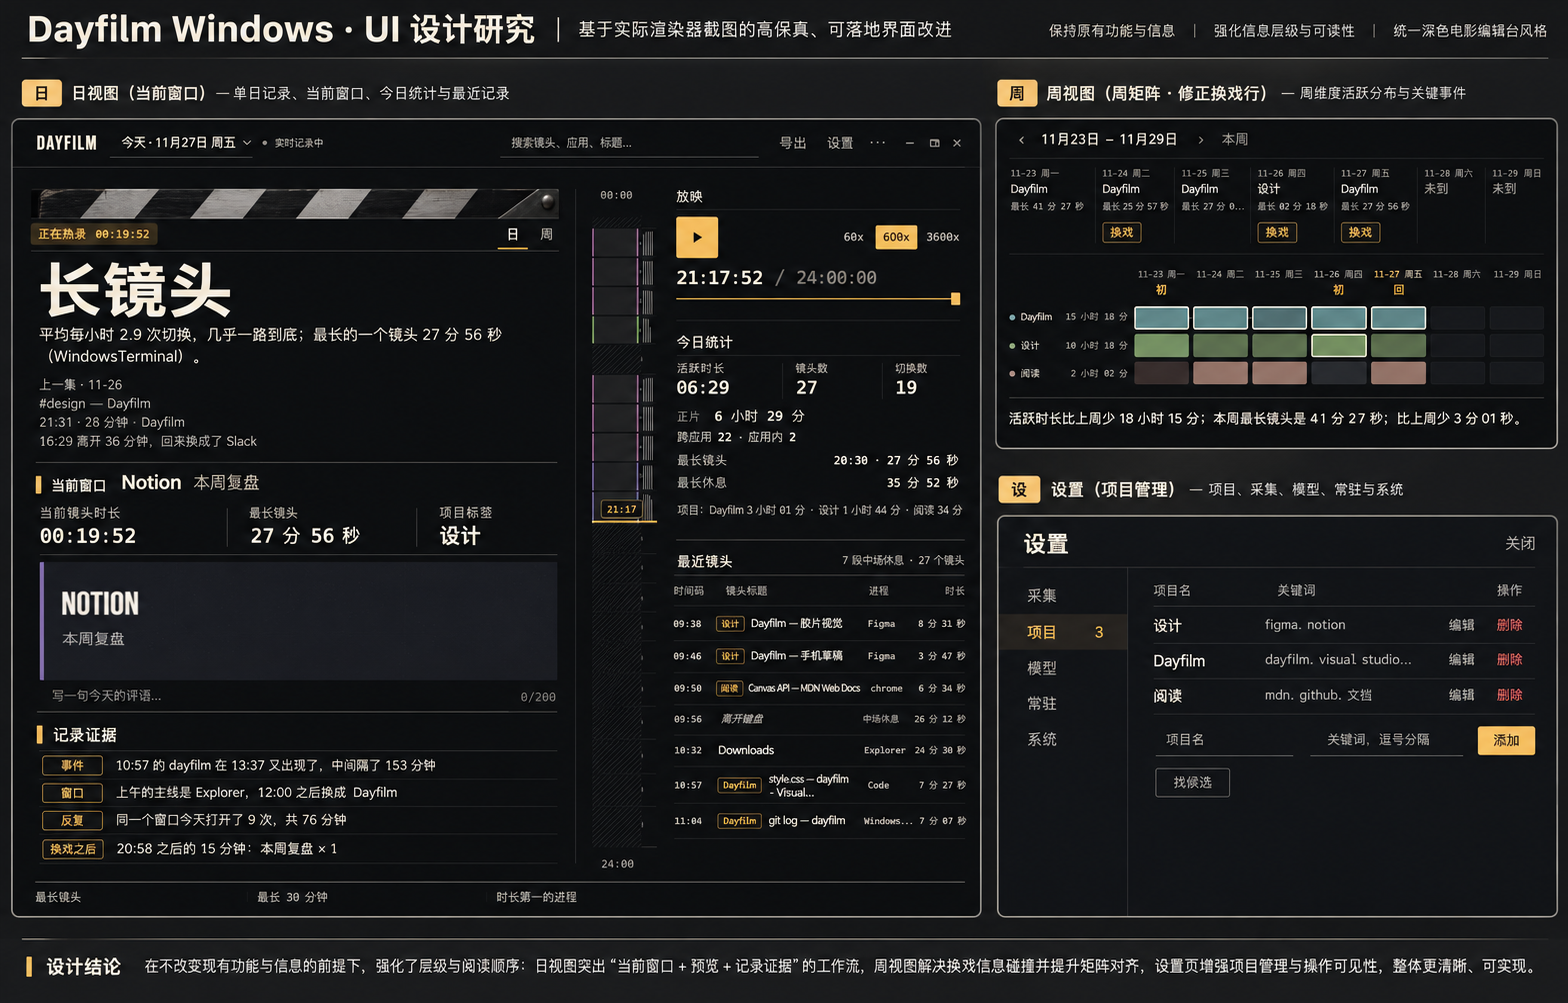 Dayfilm Windows · UI 设计研究
基于实际渲染器截图的高保真、可落地界面改进
保持原有功能与信息 | 强化信息层级与可读性 | 统一深色电影编辑台风格
日 日视图（当前窗口） — 单日记录、当前窗口、今日统计与最近记录
DAYFILM 今天 · 11月27日 周五 实时记录中 搜索镜头、应用、标题... 导出 设置 ···
正在热录 00:19:52
日 周
长镜头
平均每小时 2.9 次切换，几乎一路到底；最长的一个镜头 27 分 56 秒
（WindowsTerminal）。
上一集 · 11-26
#design — Dayfilm
21:31 · 28 分钟 · Dayfilm
16:29 离开 36 分钟，回来换成了 Slack
当前窗口 Notion 本周复盘
当前镜头时长 最长镜头 项目标签
00:19:52 27 分 56 秒 设计
NOTION
本周复盘
写一句今天的评语... 0/200
记录证据
事件 10:57 的 dayfilm 在 13:37 又出现了，中间隔了 153 分钟
窗口 上午的主线是 Explorer，12:00 之后换成 Dayfilm
反复 同一个窗口今天打开了 9 次，共 76 分钟
换戏之后 20:58 之后的 15 分钟：本周复盘 × 1
最长镜头 最长 30 分钟 时长第一的进程
00:00
21:17
24:00
放映
60x 600x 3600x
21:17:52 / 24:00:00
今日统计
活跃时长 镜头数 切换数
06:29 27 19
正片 6 小时 29 分
跨应用 22 · 应用内 2
最长镜头 20:30 · 27 分 56 秒
最长休息 35 分 52 秒
项目：Dayfilm 3 小时 01 分 · 设计 1 小时 44 分 · 阅读 34 分
最近镜头 7 段中场休息 · 27 个镜头
时间码 镜头标题 进程 时长
09:38 设计 Dayfilm — 胶片视觉 Figma 8 分 31 秒
09:46 设计 Dayfilm — 手机草稿 Figma 3 分 47 秒
09:50 阅读 Canvas API — MDN Web Docs chrome 6 分 34 秒
09:56 离开键盘 中场休息 26 分 12 秒
10:32 Downloads Explorer 24 分 30 秒
10:57 Dayfilm style.css — dayfilm
- Visual... Code 7 分 27 秒
11:04 Dayfilm git log — dayfilm Windows... 7 分 07 秒
周 周视图（周矩阵 · 修正换戏行） — 周维度活跃分布与关键事件
‹ 11月23日 – 11月29日 › 本周
11-23 周一 11-24 周二 11-25 周三 11-26 周四 11-27 周五 11-28 周六 11-29 周日
Dayfilm Dayfilm Dayfilm 设计 Dayfilm 未到 未到
最长 41 分 27 秒 最长 25 分 57 秒 最长 27 分 0... 最长 02 分 18 秒 最长 27 分 56 秒
换戏 换戏 换戏
11-23 周一 11-24 周二 11-25 周三 11-26 周四 11-27 周五 11-28 周六 11-29 周日
初 初 回
Dayfilm 15 小时 18 分
设计 10 小时 18 分
阅读 2 小时 02 分
活跃时长比上周少 18 小时 15 分；本周最长镜头是 41 分 27 秒；比上周少 3 分 01 秒。
设 设置（项目管理） — 项目、采集、模型、常驻与系统
设置 关闭
采集
项目 3
模型
常驻
系统
项目名 关键词 操作
设计 figma. notion 编辑 删除
Dayfilm dayfilm. visual studio... 编辑 删除
阅读 mdn. github. 文档 编辑 删除
项目名 关键词，逗号分隔 添加
找候选
设计结论 在不改变现有功能与信息的前提下，强化了层级与阅读顺序：日视图突出 “当前窗口 + 预览 + 记录证据” 的工作流，周视图解决换戏信息碰撞并提升矩阵对齐，设置页增强项目管理与操作可见性，整体更清晰、可实现。